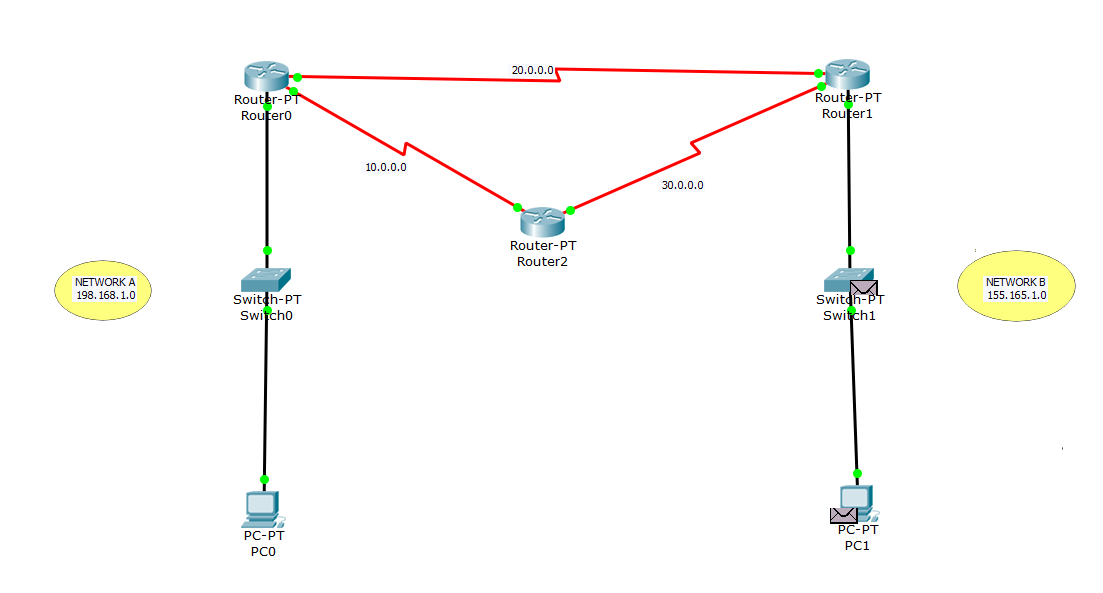 20.0.0.0
Router-PT
Router0
Router-PT
Router1
10.0.0.0
30.0.0.0
Router-PT
Router2
NETWORK A
198.168.1.0
Switch-PT
Switch0
Switch-PT
Switch1
NETWORK B
155.165.1.0
PC-PT
PC0
PC-PT
PC1